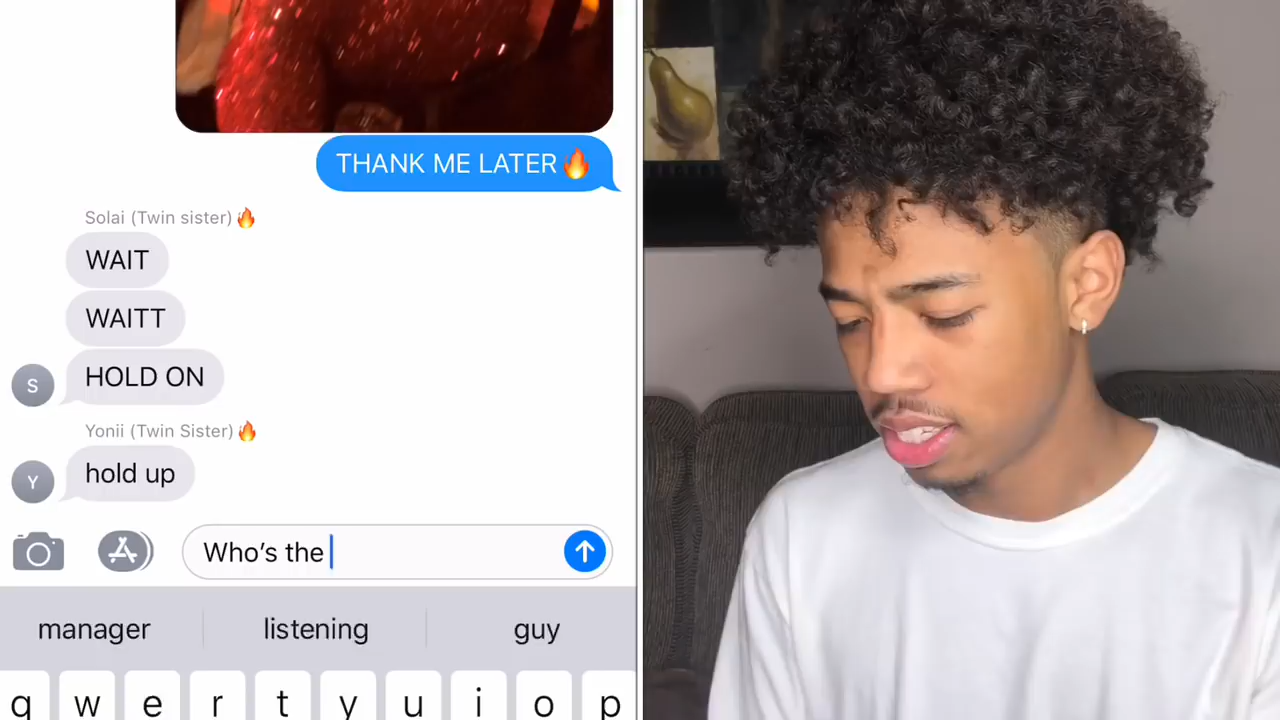 THANK ME LATER🔥
Solai (Twin sister)🔥
WAIT
WAITT
S
HOLD ON
Yonii (Twin Sister)🔥
Y
hold up
Who's the
manager listening guy
q w e r t y u i o p